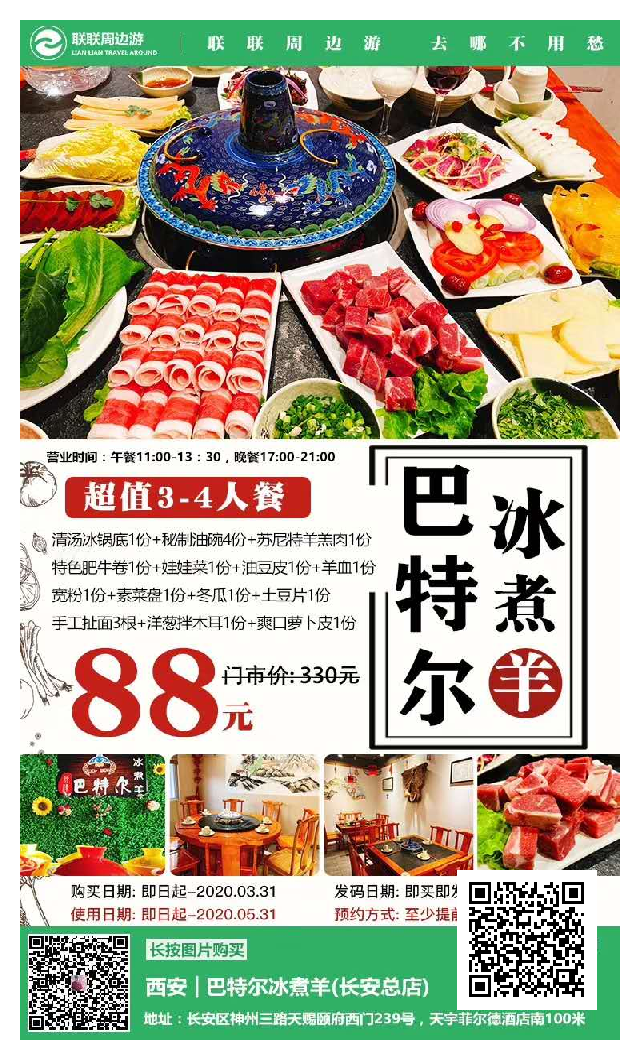 联联周边游
LIAN LIAN TRAVEL AROUND
联联周边游 去哪不用愁
营业时间：午餐11:00-13：30，晚餐17:00-21:00
超值3-4人餐
清汤冰锅底1份+秘制油碗4份+苏尼特羊羔肉1份
特色肥牛卷1份+娃娃菜1份+油豆皮1份+羊血1份
宽粉1份+素菜盘1份+冬瓜1份+土豆片1份
手工扯面3根+洋葱拌木耳1份+爽口萝卜皮1份
88元
门市价: 330元
巴特尔
冰煮羊
巴特尔
冰煮羊
购买日期: 即日起-2020.03.31
发码日期: 即买即发
使用日期: 即日起-2020.05.31
预约方式: 至少提前
长按图片购买
西安｜巴特尔冰煮羊(长安总店)
地址：长安区神州三路天赐颐府西门239号，天宇菲尔德酒店南100米